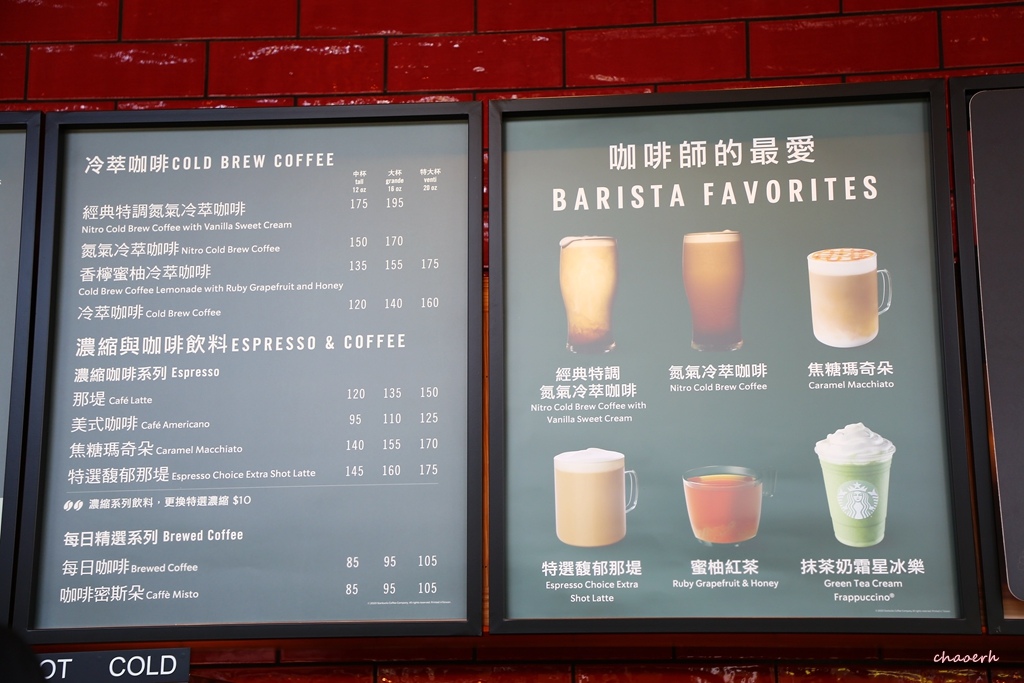 冷萃咖啡COLD BREW COFFEE
中杯 大杯 特大杯
tall grande venti
12 oz 16 oz 20 oz
經典特調氮氣冷萃咖啡 175 195
Nitro Cold Brew Coffee with Vanilla Sweet Cream
氮氣冷萃咖啡 Nitro Cold Brew Coffee 150 170
香檸蜜柚冷萃咖啡 135 155 175
Cold Brew Coffee Lemonade with Ruby Grapefruit and Honey
冷萃咖啡 Cold Brew Coffee 120 140 160
濃縮與咖啡飲料ESPRESSO & COFFEE
濃縮咖啡系列 Espresso
那堤 Café Latte 120 135 150
美式咖啡 Café Americano 95 110 125
焦糖瑪奇朵 Caramel Macchiato 140 155 170
特選馥郁那堤 Espresso Choice Extra Shot Latte 145 160 175
濃縮系列飲料，更換特選濃縮 $10
每日精選系列 Brewed Coffee
每日咖啡 Brewed Coffee 85 95 105
咖啡密斯朵 Caffè Misto 85 95 105
咖啡師的最愛
BARISTA FAVORITES
經典特調
氮氣冷萃咖啡
Nitro Cold Brew Coffee with
Vanilla Sweet Cream
氮氣冷萃咖啡
Nitro Cold Brew Coffee
焦糖瑪奇朵
Caramel Macchiato
特選馥郁那堤
Espresso Choice Extra
Shot Latte
蜜柚紅茶
Ruby Grapefruit & Honey
抹茶奶霜星冰樂
Green Tea Cream
Frappuccino®
OT COLD
chaoerh